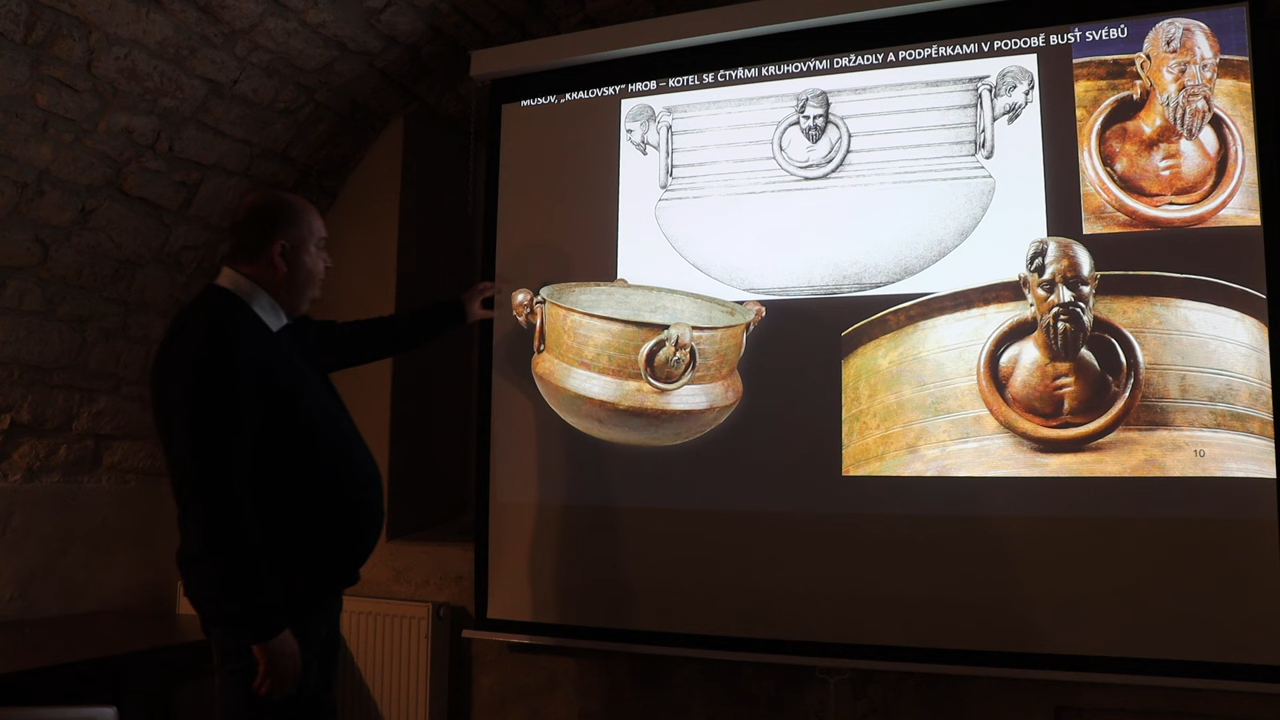 MUŠOV, „KRÁLOVSKÝ“ HROB – KOTEL SE ČTYŘMI KRUHOVÝMI DRŽADLY A PODPĚRKAMI V PODOBĚ BUST SVÉBŮ
10